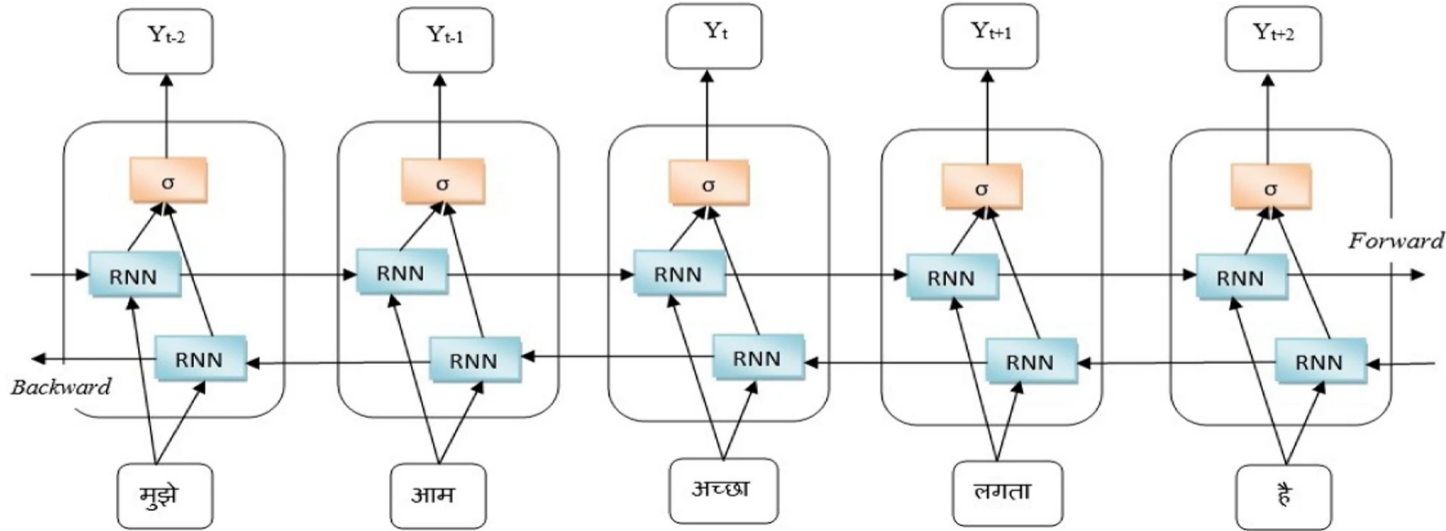 Yt-2 Yt-1 Yt Yt+1 Yt+2
σ σ σ σ σ
Forward
RNN RNN RNN RNN RNN
RNN RNN RNN RNN RNN
Backward
मुझे आम अच्छा लगता है